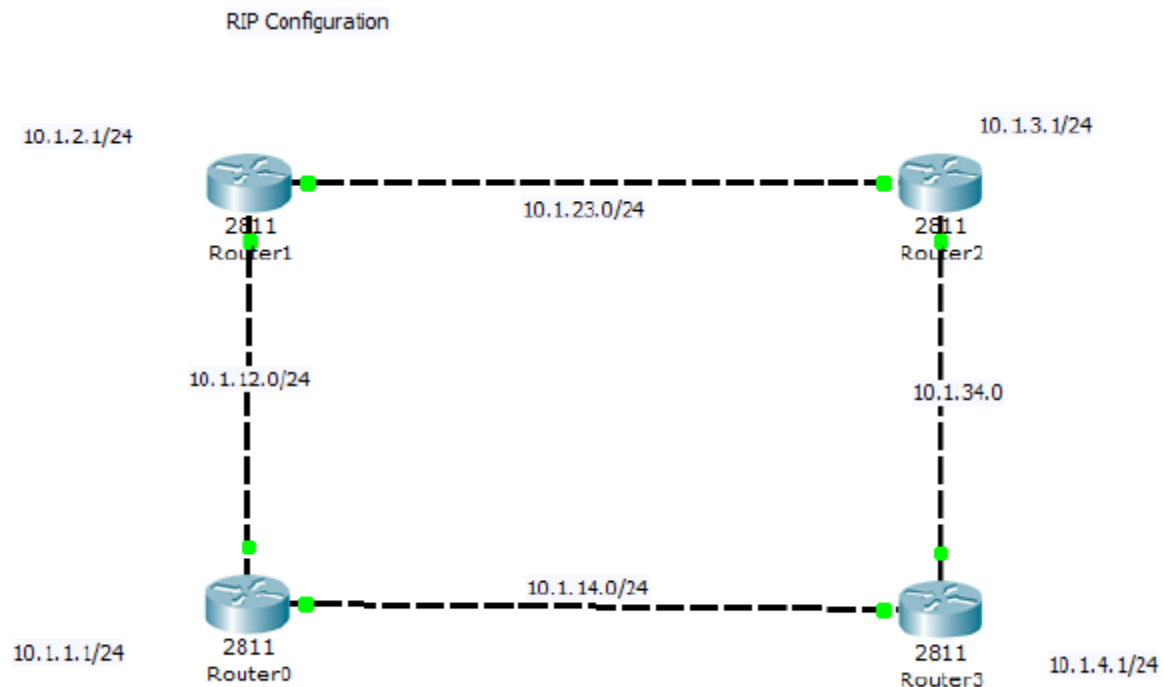 RIP Configuration
10.1.2.1/24
10.1.3.1/24
2811
Router1
10.1.23.0/24
2811
Router2
10.1.12.0/24
10.1.34.0
10.1.14.0/24
10.1.1.1/24
2811
Router0
2811
Router3
10.1.4.1/24